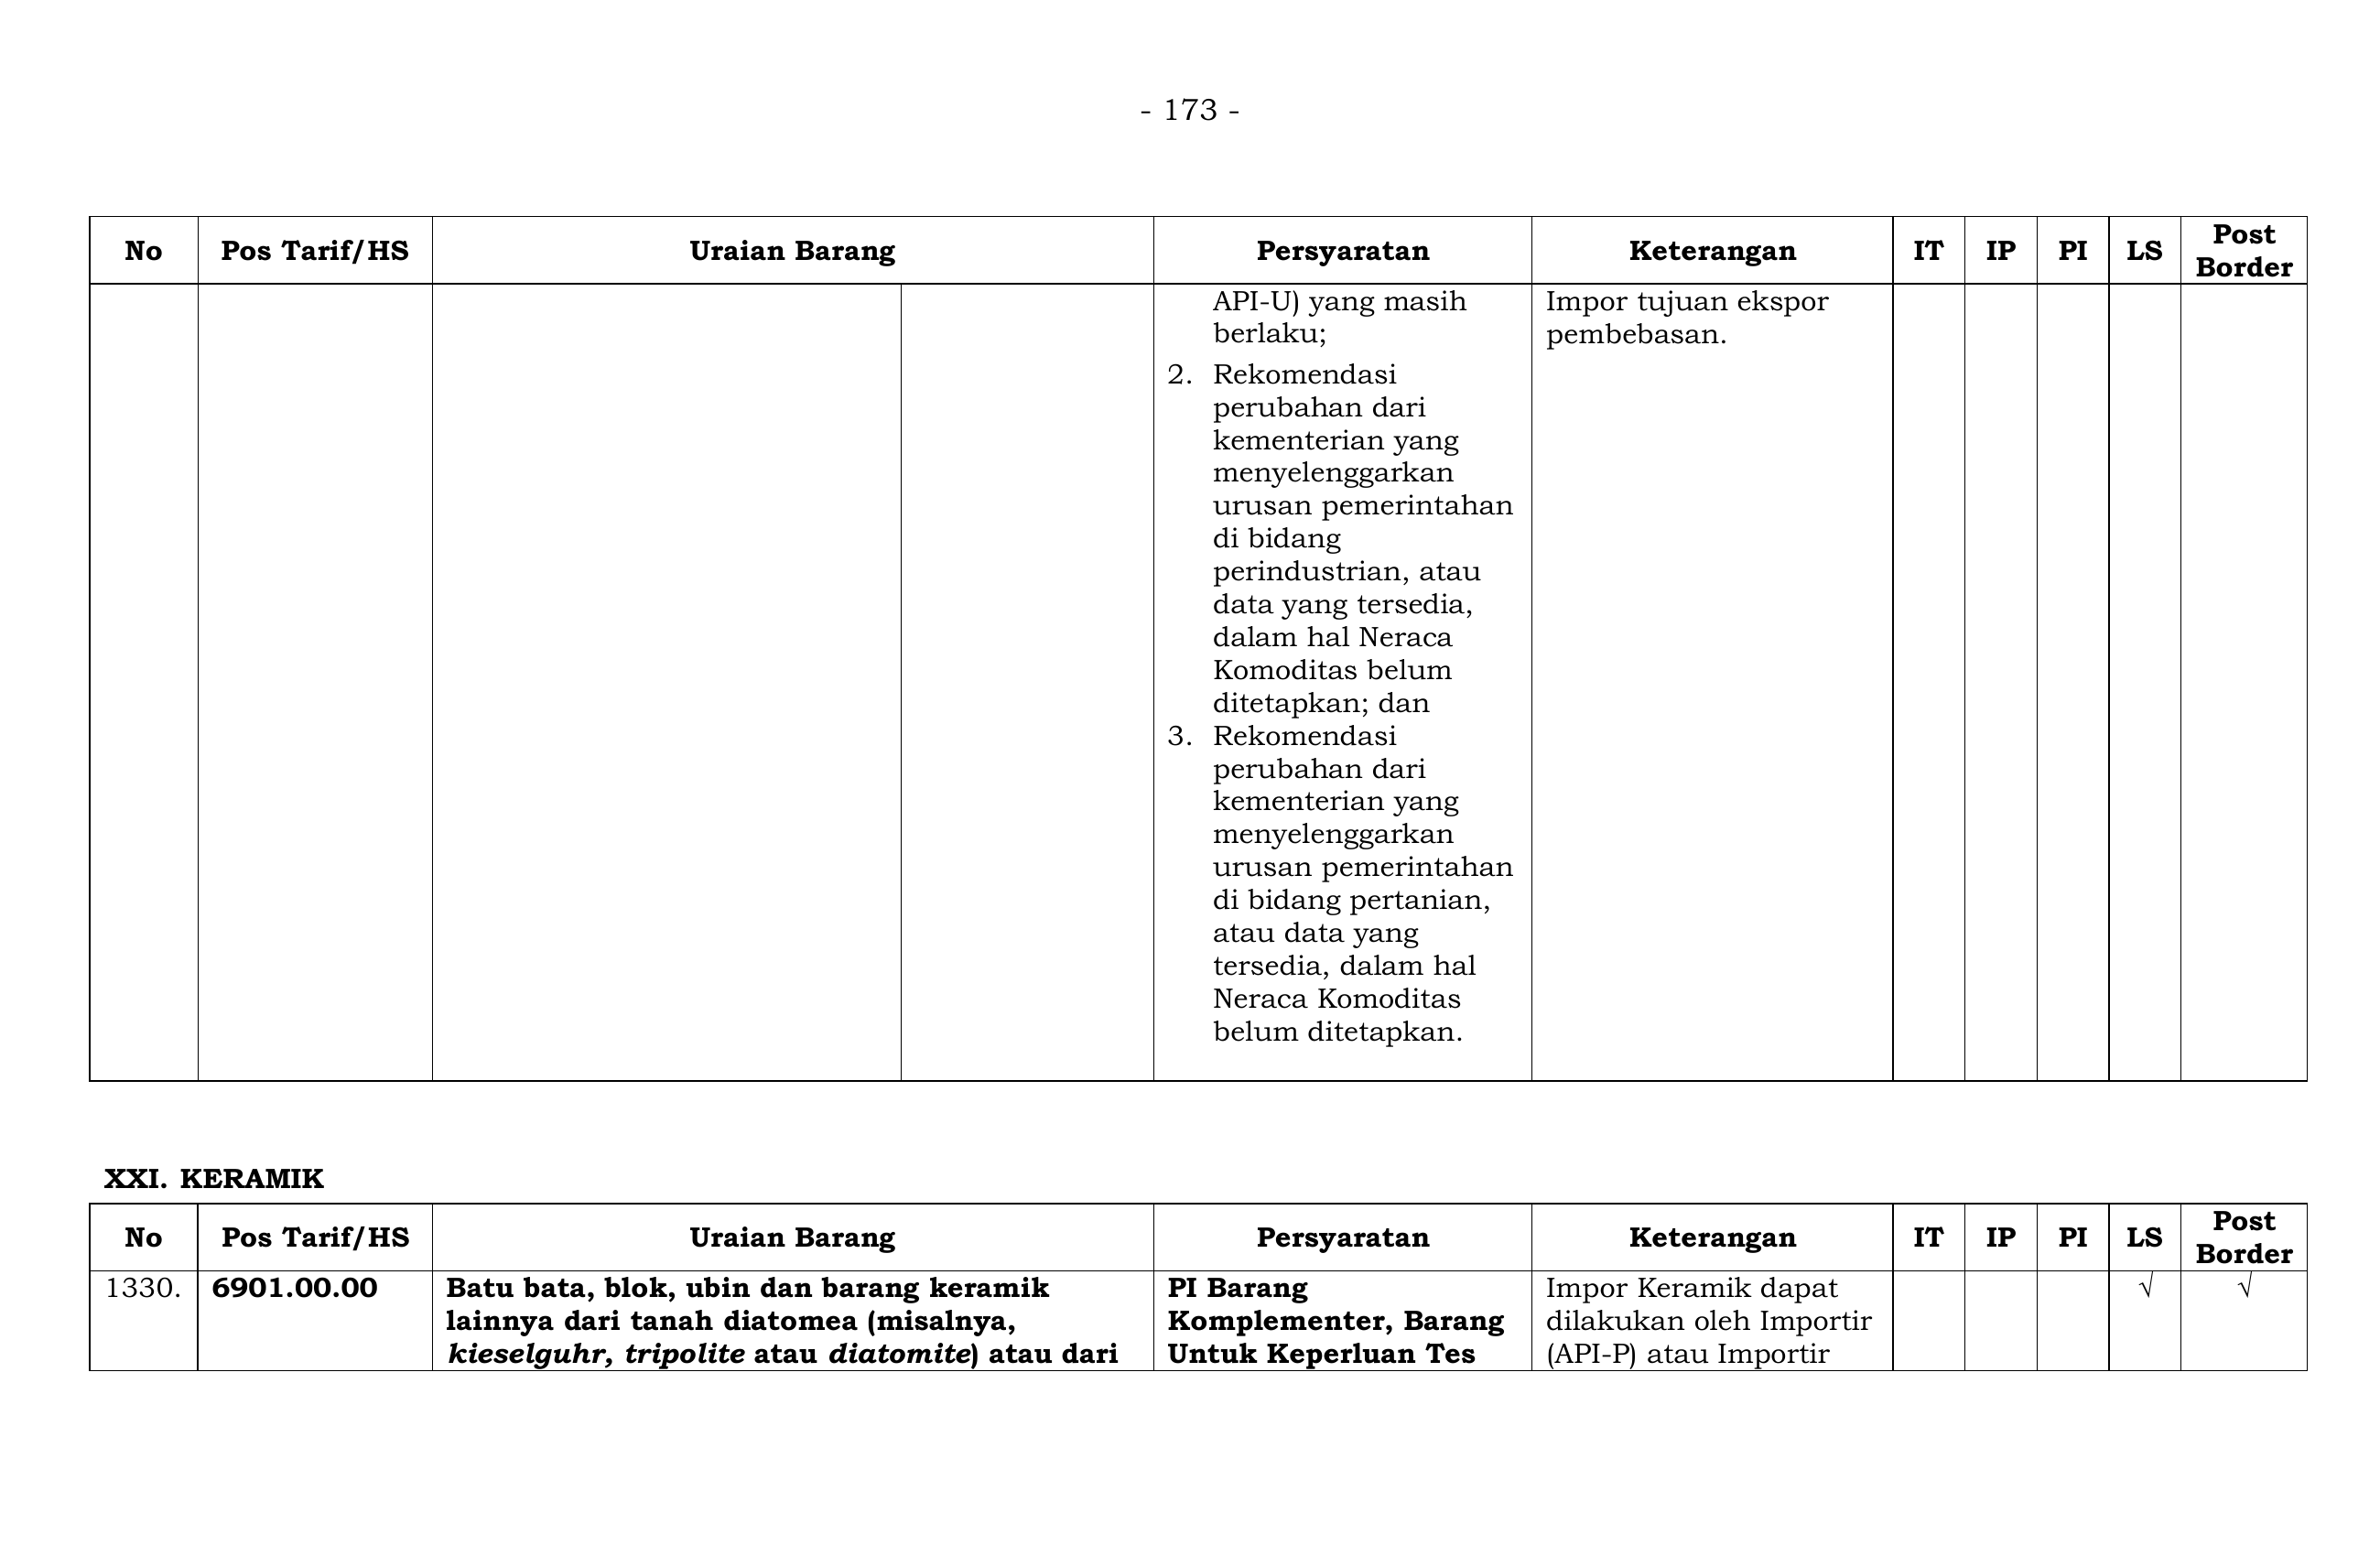 - 173 -
No Pos Tarif/HS Uraian Barang Persyaratan Keterangan IT IP PI LS Post Border
API-U) yang masih
berlaku;
2. Rekomendasi
perubahan dari
kementerian yang
menyelenggarkan
urusan pemerintahan
di bidang
perindustrian, atau
data yang tersedia,
dalam hal Neraca
Komoditas belum
ditetapkan; dan
3. Rekomendasi
perubahan dari
kementerian yang
menyelenggarkan
urusan pemerintahan
di bidang pertanian,
atau data yang
tersedia, dalam hal
Neraca Komoditas
belum ditetapkan.
Impor tujuan ekspor
pembebasan.
XXI. KERAMIK
No Pos Tarif/HS Uraian Barang Persyaratan Keterangan IT IP PI LS Post Border
1330. 6901.00.00
Batu bata, blok, ubin dan barang keramik
lainnya dari tanah diatomea (misalnya,
kieselguhr, tripolite atau diatomite) atau dari
PI Barang
Komplementer, Barang
Untuk Keperluan Tes
Impor Keramik dapat
dilakukan oleh Importir
(API-P) atau Importir
√ √